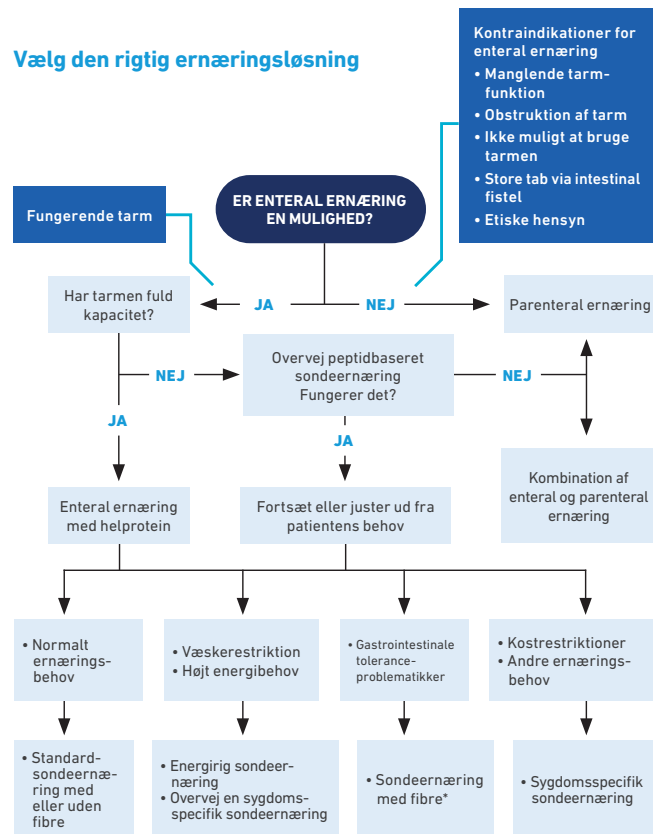 Vælg den rigtig ernæringsløsning
Kontraindikationer for
enteral ernæring
• Manglende tarm-
funktion
• Obstruktion af tarm
• Ikke muligt at bruge
tarmen
• Store tab via intestinal
fistel
• Etiske hensyn
Fungerende tarm
ER ENTERAL ERNÆRING
EN MULIGHED?
Har tarmen fuld
kapacitet?
JA
NEJ
Parenteral ernæring
NEJ
Overvej peptidbaseret
sondeernæring
Fungerer det?
NEJ
JA
JA
Kombination af
enteral og parenteral
ernæring
Enteral ernæring
med helprotein
Fortsæt eller juster ud fra
patientens behov
• Normalt
ernærings-
behov
• Væskerestriktion
• Højt energibehov
• Gastrointestinale
tolerance-
problematikker
• Kostrestriktioner
• Andre ernærings-
behov
• Standard-
sondeernæ-
ring med
eller uden
fibre
• Energirig sondeer-
næring
• Overvej en sygdoms-
specifik sondeernæring
• Sondeernæring
med fibre*
• Sygdomsspecifik
sondeernæring